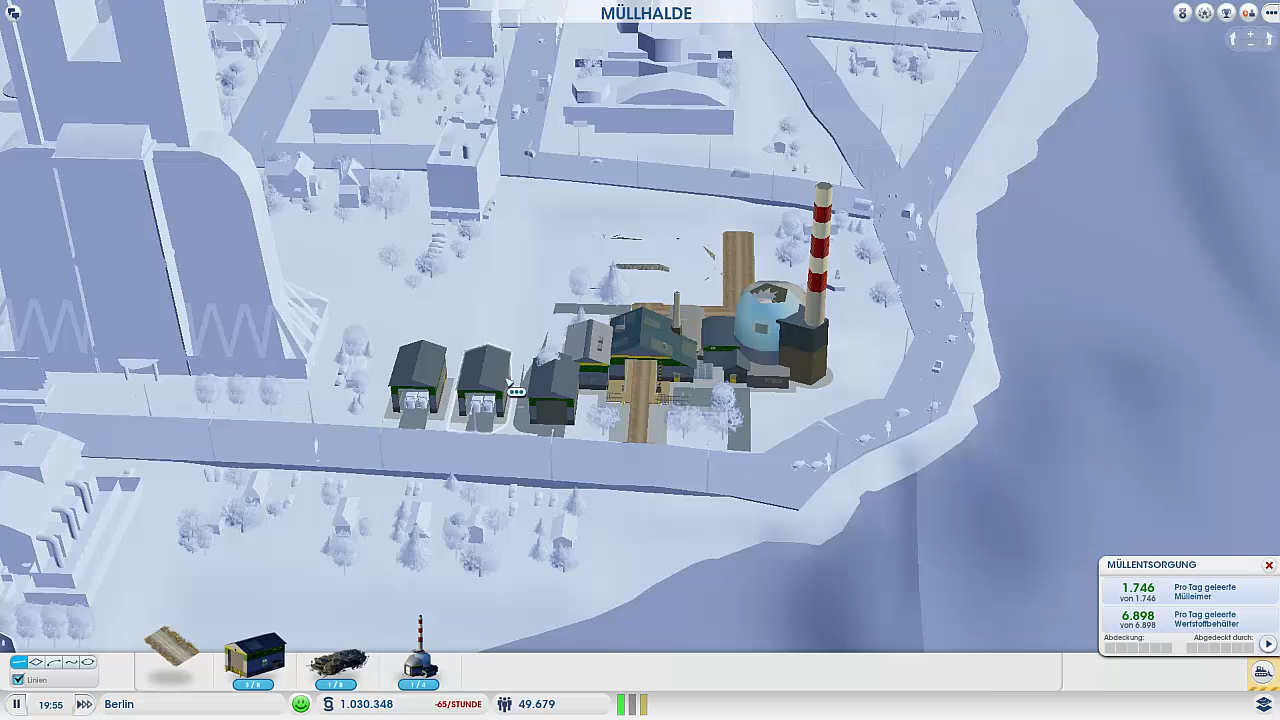 MÜLLHALDE
MÜLLENTSORGUNG
1.746
von 1.746
Pro Tag geleerte
Mülleimer
6.898
von 6.898
Pro Tag geleerte
Wertstoffbehälter
Abdeckung:
Abgedeckt durch:
Linien
3/8
1/8
1/4
19:55
Berlin
1.030.348
-65/STUNDE
49.679